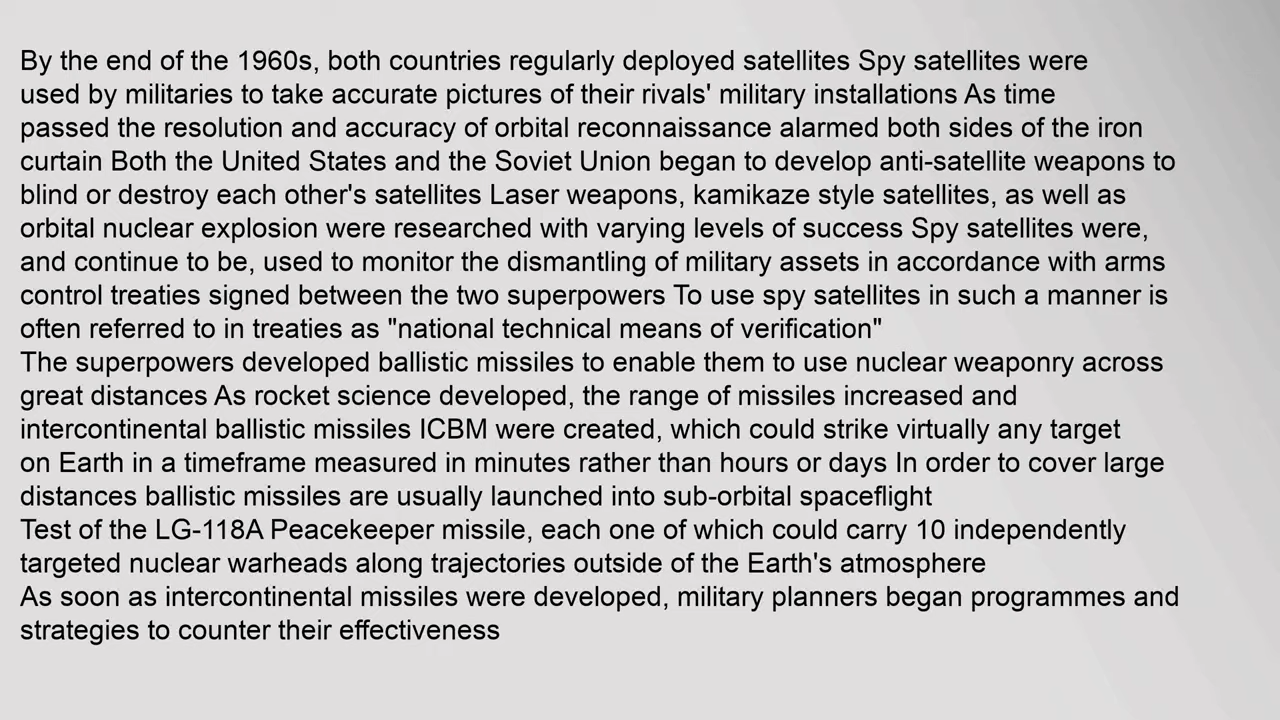 By the end of the 1960s, both countries regularly deployed satellites Spy satellites were
used by militaries to take accurate pictures of their rivals' military installations As time
passed the resolution and accuracy of orbital reconnaissance alarmed both sides of the iron
curtain Both the United States and the Soviet Union began to develop anti-satellite weapons to
blind or destroy each other's satellites Laser weapons, kamikaze style satellites, as well as
orbital nuclear explosion were researched with varying levels of success Spy satellites were,
and continue to be, used to monitor the dismantling of military assets in accordance with arms
control treaties signed between the two superpowers To use spy satellites in such a manner is
often referred to in treaties as "national technical means of verification"
The superpowers developed ballistic missiles to enable them to use nuclear weaponry across
great distances As rocket science developed, the range of missiles increased and
intercontinental ballistic missiles ICBM were created, which could strike virtually any target
on Earth in a timeframe measured in minutes rather than hours or days In order to cover large
distances ballistic missiles are usually launched into sub-orbital spaceflight
Test of the LG-118A Peacekeeper missile, each one of which could carry 10 independently
targeted nuclear warheads along trajectories outside of the Earth's atmosphere
As soon as intercontinental missiles were developed, military planners began programmes and
strategies to counter their effectiveness